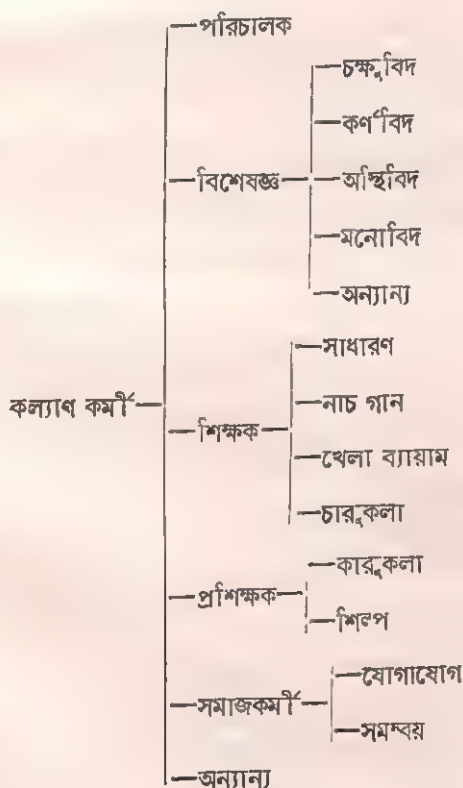 পরিচালক
চক্ষুবিদ
কর্ণবিদ
বিশেষজ্ঞ
অস্থিবিদ
মনোবিদ
অন্যান্য
সাধারণ
নাচ গান
কল্যাণ কর্মী
শিক্ষক
খেলা ব্যায়াম
চারুকলা
কারুকলা
প্রশিক্ষক
শিল্প
যোগাযোগ
সমাজকর্মী
সমন্বয়
অন্যান্য